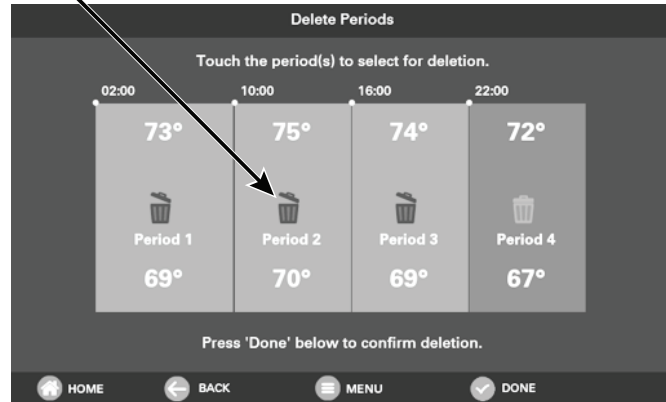 Delete Periods
Touch the period(s) to select for deletion.
02:00 10:00 16:00 22:00
73° 75° 74° 72°
Period 1 Period 2 Period 3 Period 4
69° 70° 69° 67°
Press 'Done' below to confirm deletion.
HOME BACK MENU DONE